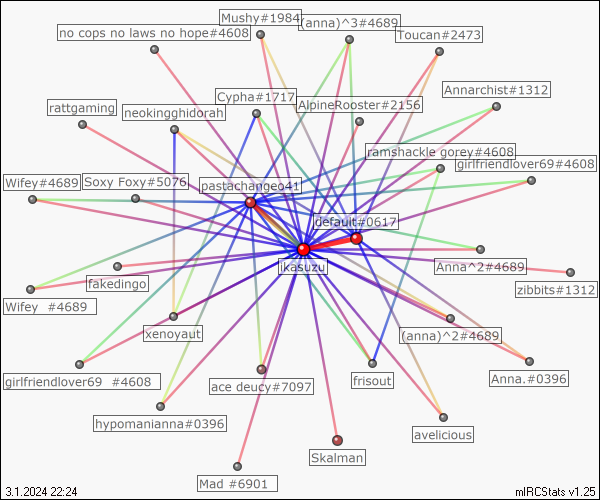 Mushy#1984
(anna)^3#4689
no cops no laws no hope#4608
Toucan#2473
Annarchist#1312
Cypha#1717
AlpineRooster#2156
rattgaming
neokingghidorah
ramshackle gorey#4608
girlfriendlover69#4608
Wifey#4689
Soxy Foxy#5076
pastachangeo41
default#0617
ikasuzu
Anna^2#4689
fakedingo
zibbits#1312
Wifey #4689
xenoyaut
(anna)^2#4689
girlfriendlover69 #4608
ace deucy#7097
frisout
Anna.#0396
hypomanianna#0396
avelicious
Skalman
Mad #6901
3.1.2024 22:24
mIRCStats v1.25